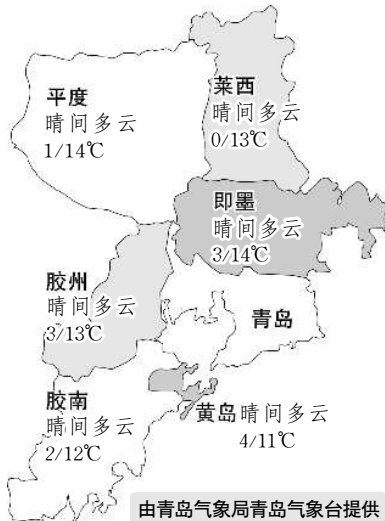 平度
晴间多云
1/14℃
莱西
晴间多云
0/13℃
即墨
晴间多云
3/14℃
胶州
晴间多云
3/13℃
青岛
胶南
晴间多云
2/12℃
黄岛晴间多云
4/11℃
由青岛气象局青岛气象台提供